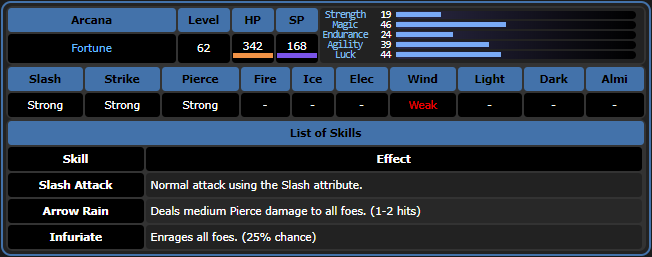 Arcana Level HP SP
Fortune 62 342 168
Strength 19
Magic 46
Endurance 24
Agility 39
Luck 44
Slash Strike Pierce Fire Ice Elec Wind Light Dark Almi
Strong Strong Strong - - - Weak - - -
List of Skills
Skill Effect
Slash Attack Normal attack using the Slash attribute.
Arrow Rain Deals medium Pierce damage to all foes. (1-2 hits)
Infuriate Enrages all foes. (25% chance)